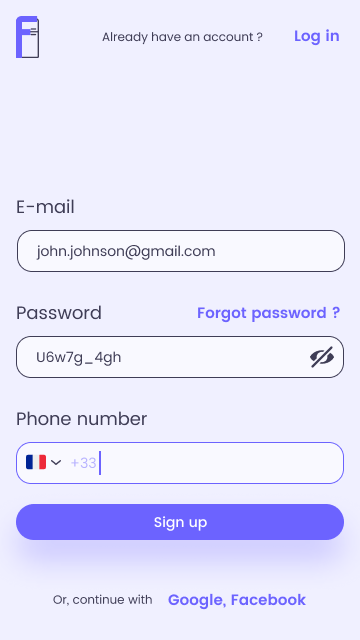 Already have an account ? Log in
E-mail
john.johnson@gmail.com
Password Forgot password ?
U6w7g_4gh
Phone number
+33
Sign up
Or, continue with Google, Facebook